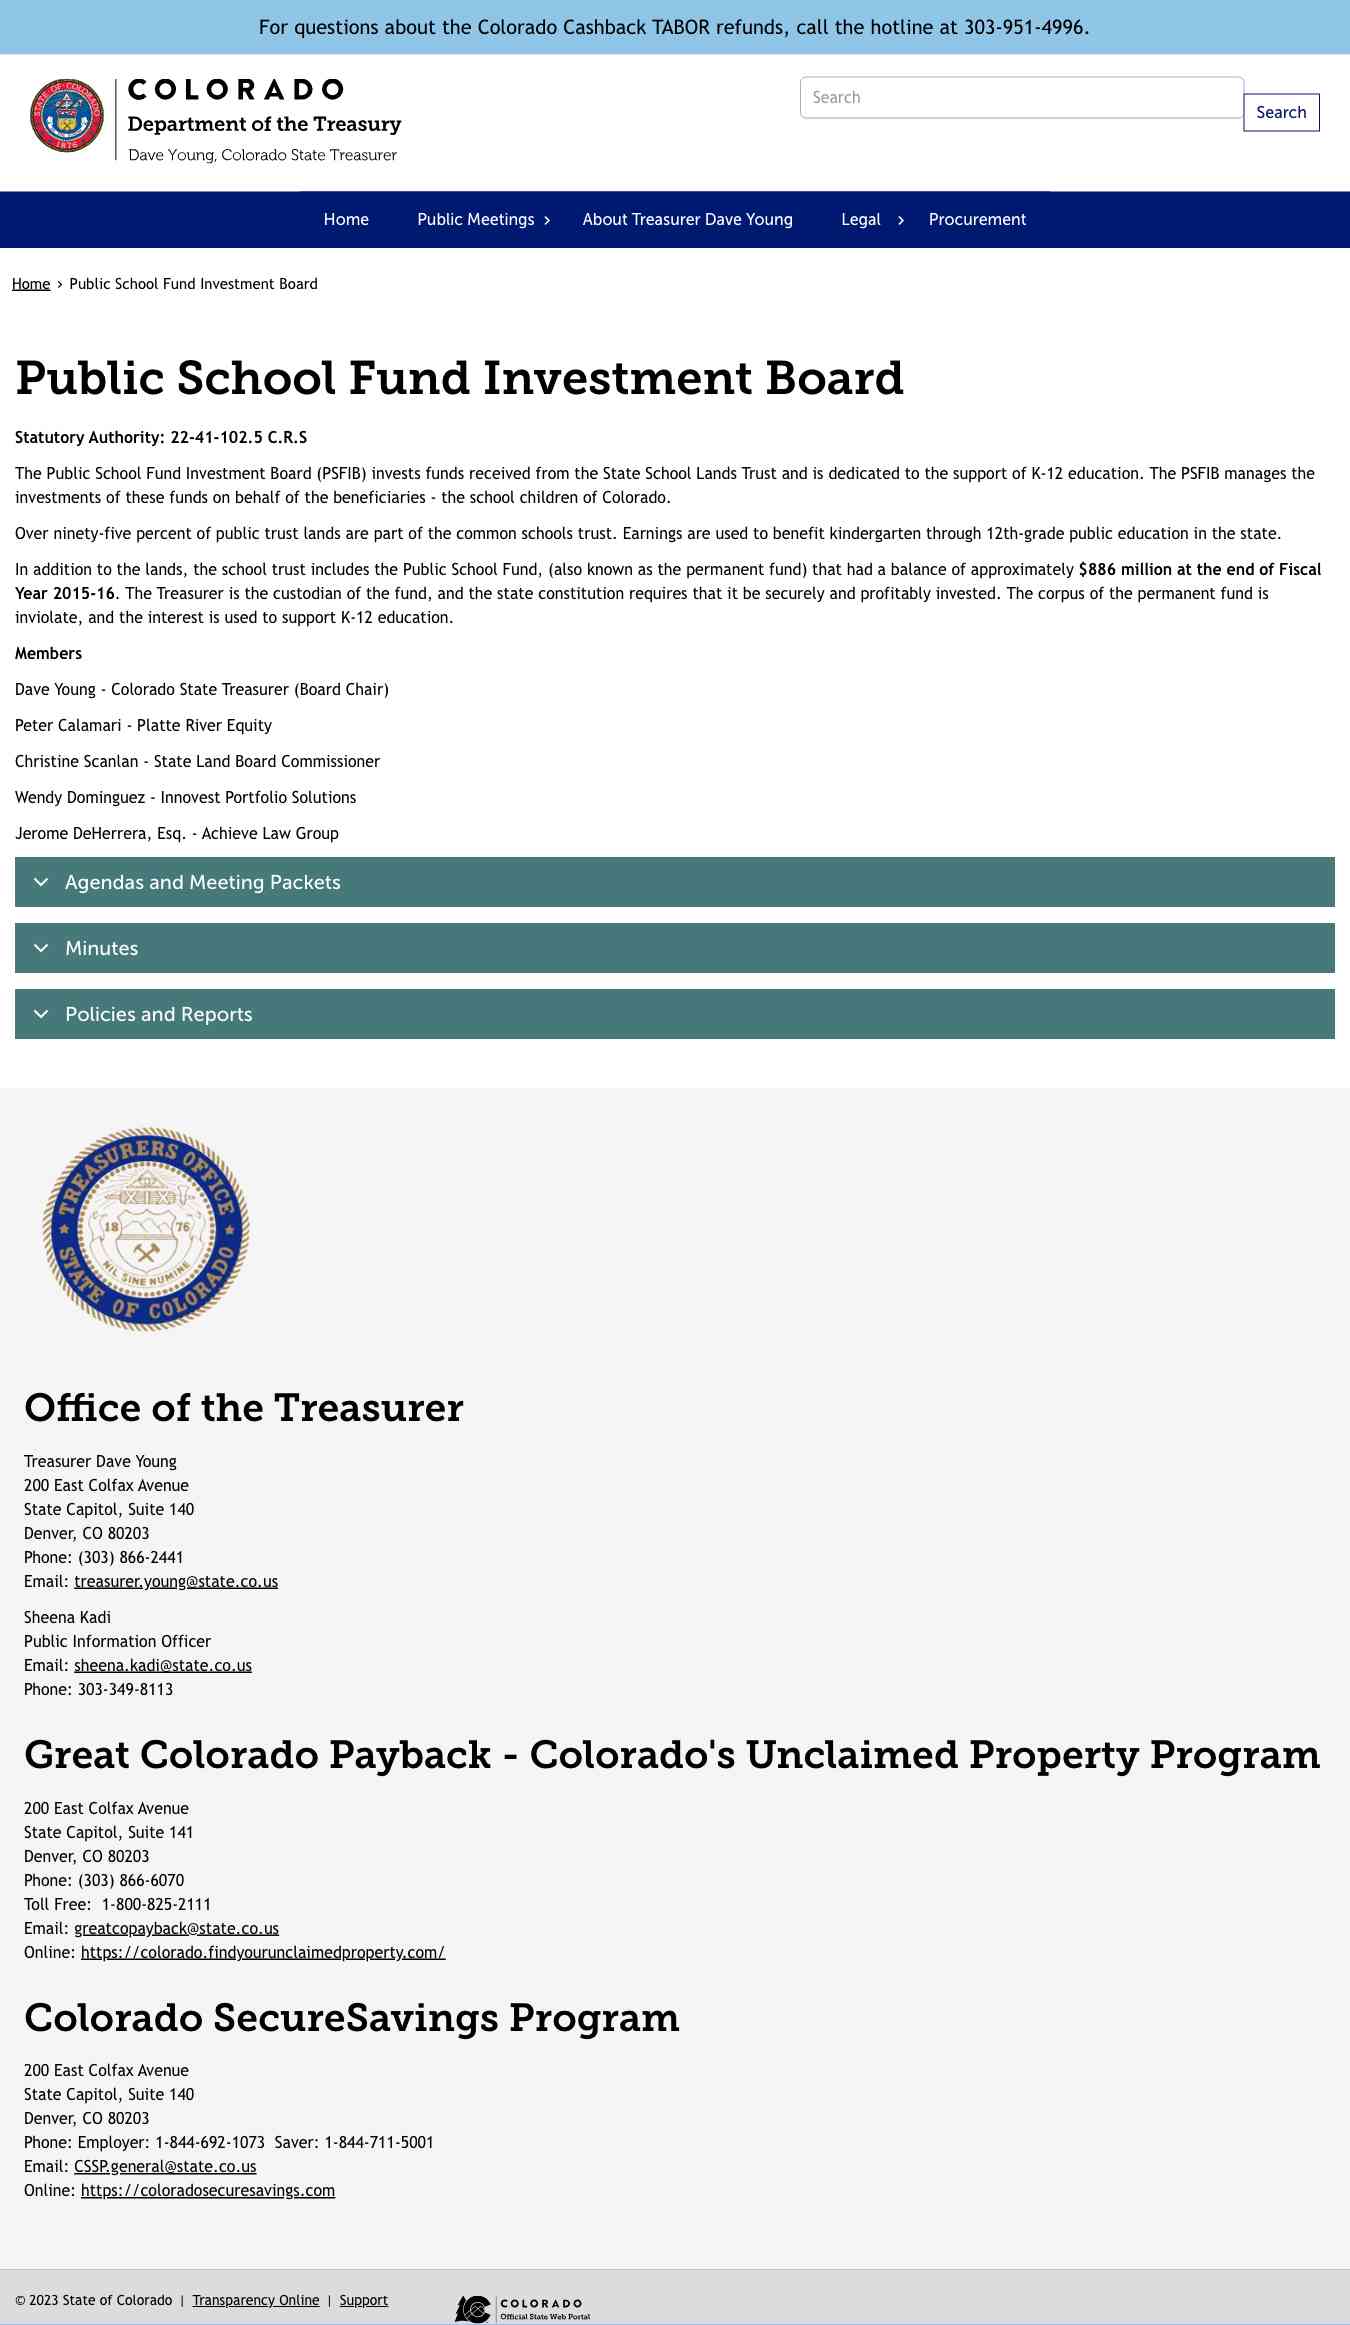 For questions about the Colorado Cashback TABOR refunds, call the hotline at 303-951-4996.
STATE OF COLORADO
1876
COLORADO
Department of the Treasury
Dave Young, Colorado State Treasurer
Search
Search
Home
Public Meetings
About Treasurer Dave Young
Legal
Procurement
Home › Public School Fund Investment Board
Public School Fund Investment Board
Statutory Authority: 22-41-102.5 C.R.S
The Public School Fund Investment Board (PSFIB) invests funds received from the State School Lands Trust and is dedicated to the support of K-12 education. The PSFIB manages the
investments of these funds on behalf of the beneficiaries - the school children of Colorado.
Over ninety-five percent of public trust lands are part of the common schools trust. Earnings are used to benefit kindergarten through 12th-grade public education in the state.
In addition to the lands, the school trust includes the Public School Fund, (also known as the permanent fund) that had a balance of approximately $886 million at the end of Fiscal
Year 2015-16. The Treasurer is the custodian of the fund, and the state constitution requires that it be securely and profitably invested. The corpus of the permanent fund is
inviolate, and the interest is used to support K-12 education.
Members
Dave Young - Colorado State Treasurer (Board Chair)
Peter Calamari - Platte River Equity
Christine Scanlan - State Land Board Commissioner
Wendy Dominguez - Innovest Portfolio Solutions
Jerome DeHerrera, Esq. - Achieve Law Group
Agendas and Meeting Packets
Minutes
Policies and Reports
TREASURERS OFFICE
18 76
NIL SINE NUMINE
STATE OF COLORADO
Office of the Treasurer
Treasurer Dave Young
200 East Colfax Avenue
State Capitol, Suite 140
Denver, CO 80203
Phone: (303) 866-2441
Email: treasurer.young@state.co.us
Sheena Kadi
Public Information Officer
Email: sheena.kadi@state.co.us
Phone: 303-349-8113
Great Colorado Payback - Colorado's Unclaimed Property Program
200 East Colfax Avenue
State Capitol, Suite 141
Denver, CO 80203
Phone: (303) 866-6070
Toll Free:  1-800-825-2111
Email: greatcopayback@state.co.us
Online: https://colorado.findyourunclaimedproperty.com/
Colorado SecureSavings Program
200 East Colfax Avenue
State Capitol, Suite 140
Denver, CO 80203
Phone: Employer: 1-844-692-1073  Saver: 1-844-711-5001
Email: CSSP.general@state.co.us
Online: https://coloradosecuresavings.com
© 2023 State of Colorado | Transparency Online | Support
COLORADO
Official State Web Portal